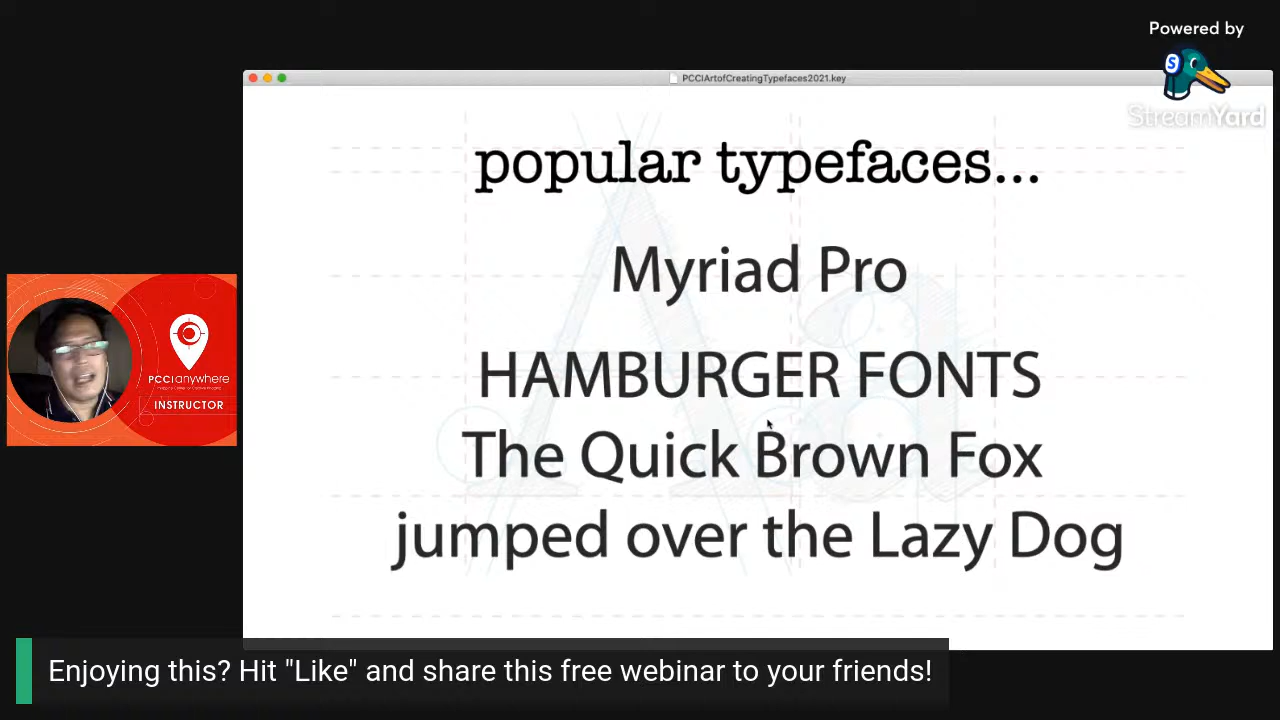 Powered by
StreamYard
PCCIArtofCreatingTypefaces2021.key
popular typefaces...
Myriad Pro
HAMBURGER FONTS
The Quick Brown Fox
jumped over the Lazy Dog
PCCIanywhere
INSTRUCTOR
Enjoying this? Hit "Like" and share this free webinar to your friends!